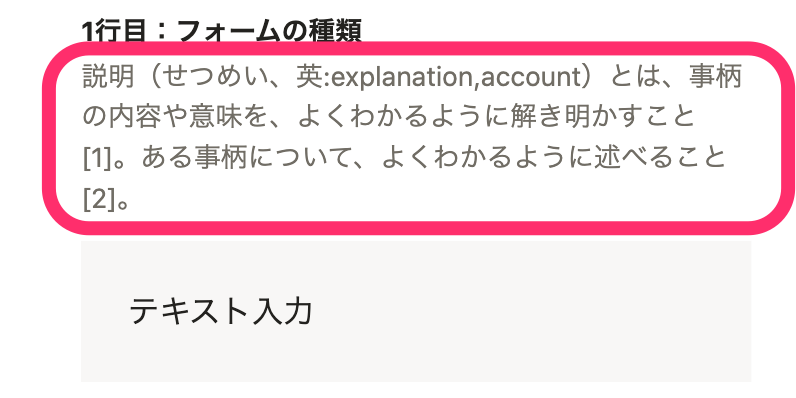 1行目：フォームの種類
説明（せつめい、英:explanation,account）とは、事柄
の内容や意味を、よくわかるように解き明かすこと
[1]。ある事柄について、よくわかるように述べること
[2]。
テキスト入力